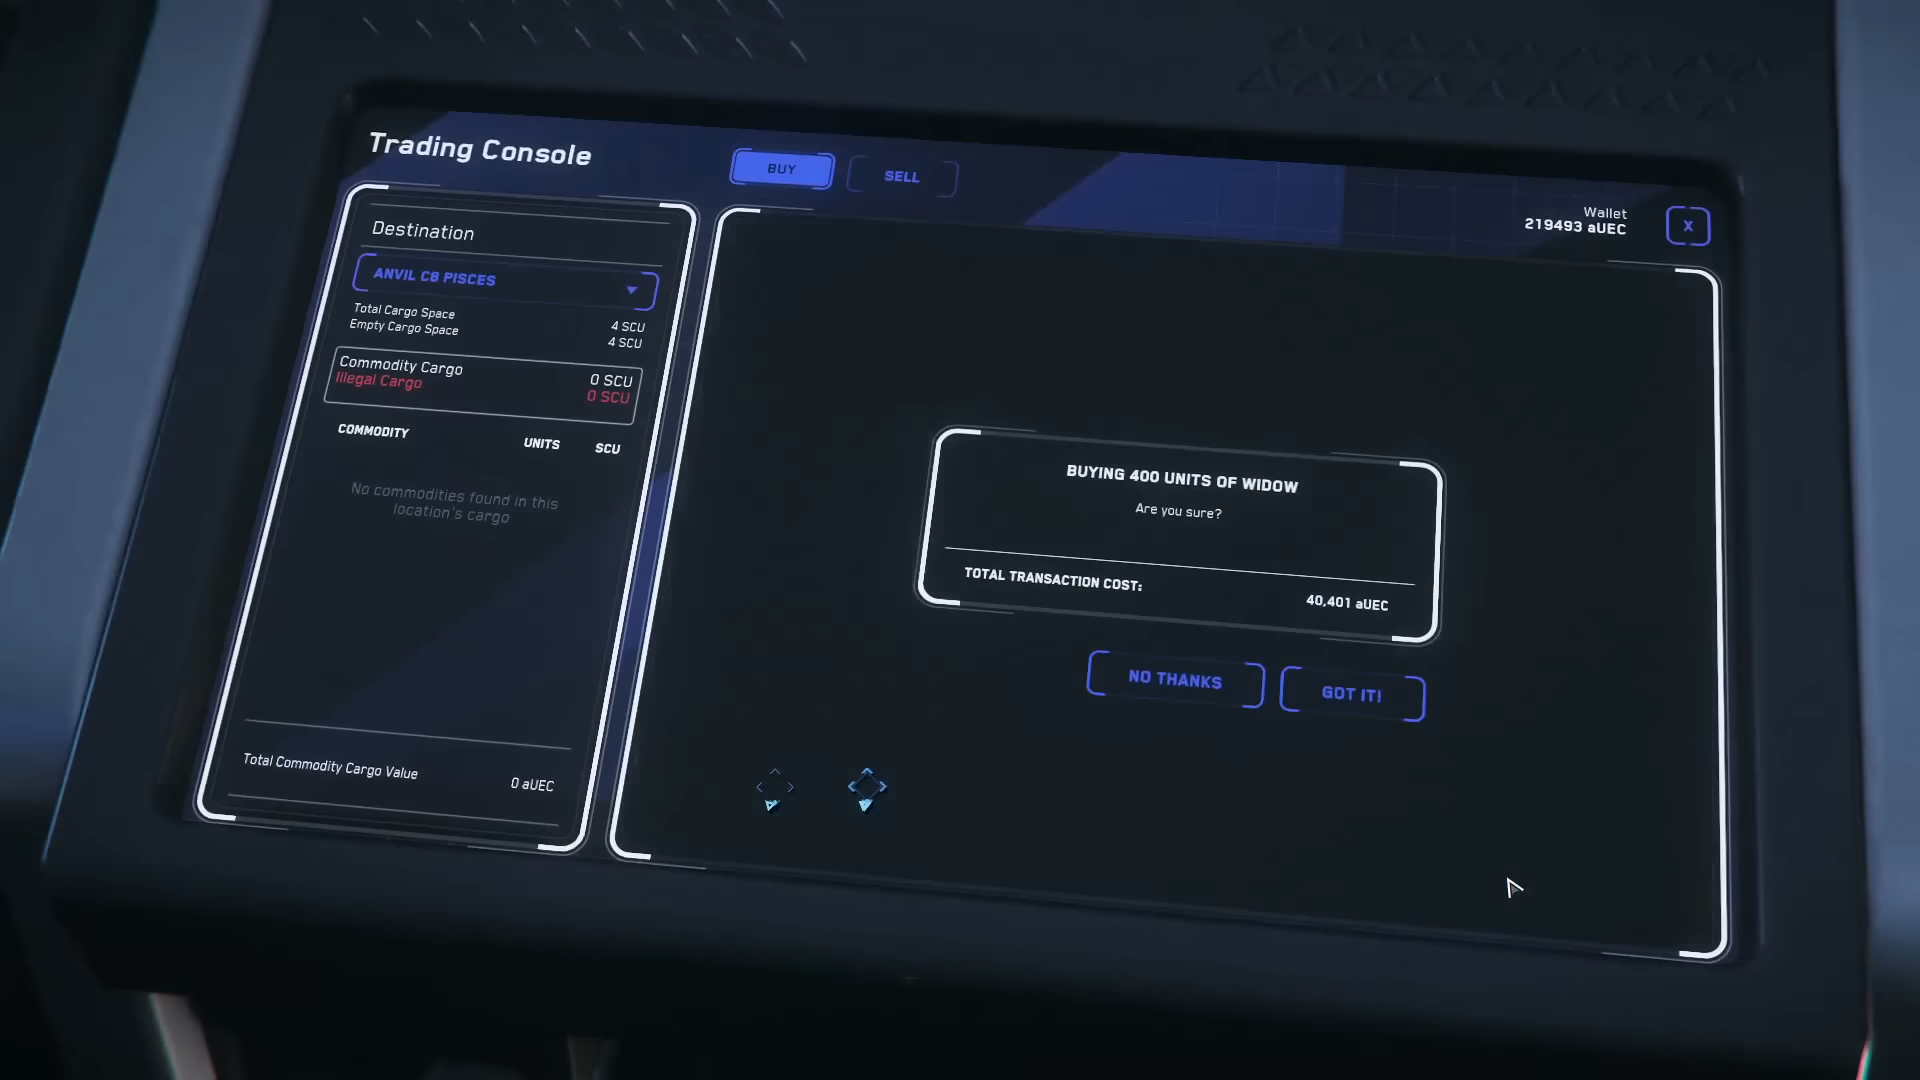 Trading Console
BUY
SELL
Wallet
219493 aUEC
X
Destination
ANVIL C8 PISCES
Total Cargo Space 4 SCU
Empty Cargo Space 4 SCU
Commodity Cargo 0 SCU
Illegal Cargo 0 SCU
COMMODITY UNITS SCU
No commodities found in this
location's cargo
Total Commodity Cargo Value 0 aUEC
BUYING 400 UNITS OF WIDOW
Are you sure?
TOTAL TRANSACTION COST: 40,401 aUEC
NO THANKS
GOT IT!